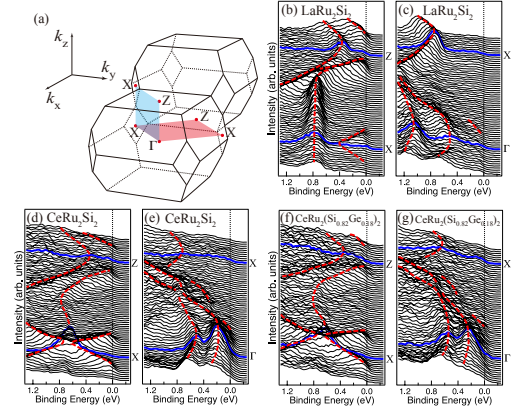 (a)
k_z
k_y
k_x
X
Z
X
Z
Γ
X
(b) LaRu2Si2
(c) LaRu2Si2
Intensity (arb. units)
Z
X
X
Γ
1.2 0.8 0.4 0.0
Binding Energy (eV)
1.2 0.8 0.4 0.0
Binding Energy (eV)
(d) CeRu2Si2
(e) CeRu2Si2
Intensity (arb. units)
Z
X
X
Γ
1.2 0.8 0.4 0.0
Binding Energy (eV)
1.2 0.8 0.4 0.0
Binding Energy (eV)
(f) CeRu2(Si0.82Ge0.18)2
(g) CeRu2(Si0.82Ge0.18)2
Intensity (arb. units)
Z
X
X
Γ
1.2 0.8 0.4 0.0
Binding Energy (eV)
1.2 0.8 0.4 0.0
Binding Energy (eV)